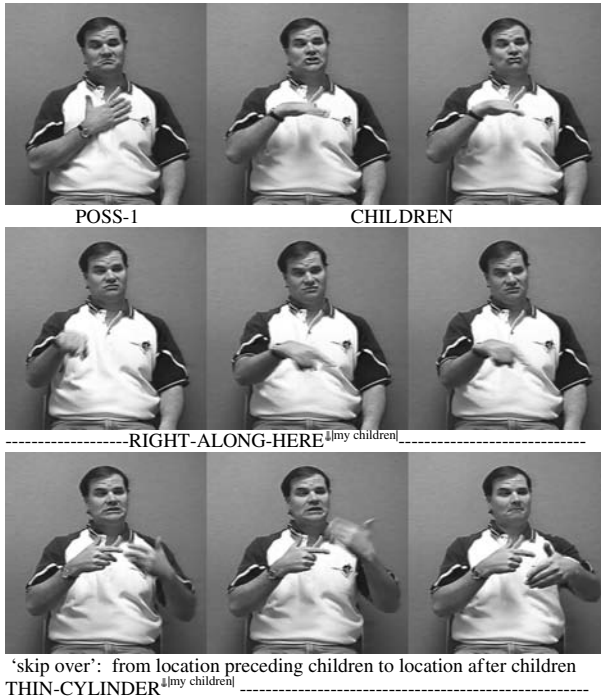 POSS-1 CHILDREN
-------------------RIGHT-ALONG-HERE⇓|my children|-----------------------------
‘skip over’: from location preceding children to location after children
THIN-CYLINDER⇓|my children| ------------------------------------------------------